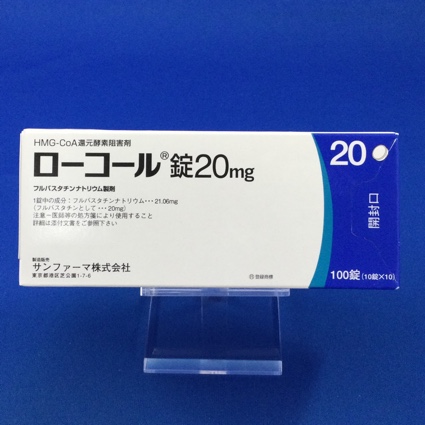 HMG-CoA還元酵素阻害剤
ローコール®錠20mg
フルバスタチンナトリウム製剤
1錠中の成分：フルバスタチンナトリウム･･･21.06mg
(フルバスタチンとして ･･･20mg)
注意－医師等の処方箋により使用すること
詳細は添付文書をご参照下さい
製造販売
サンファーマ株式会社
東京都港区芝公園1-7-6
®登録商標
20
開封口
100錠 (10錠×10)